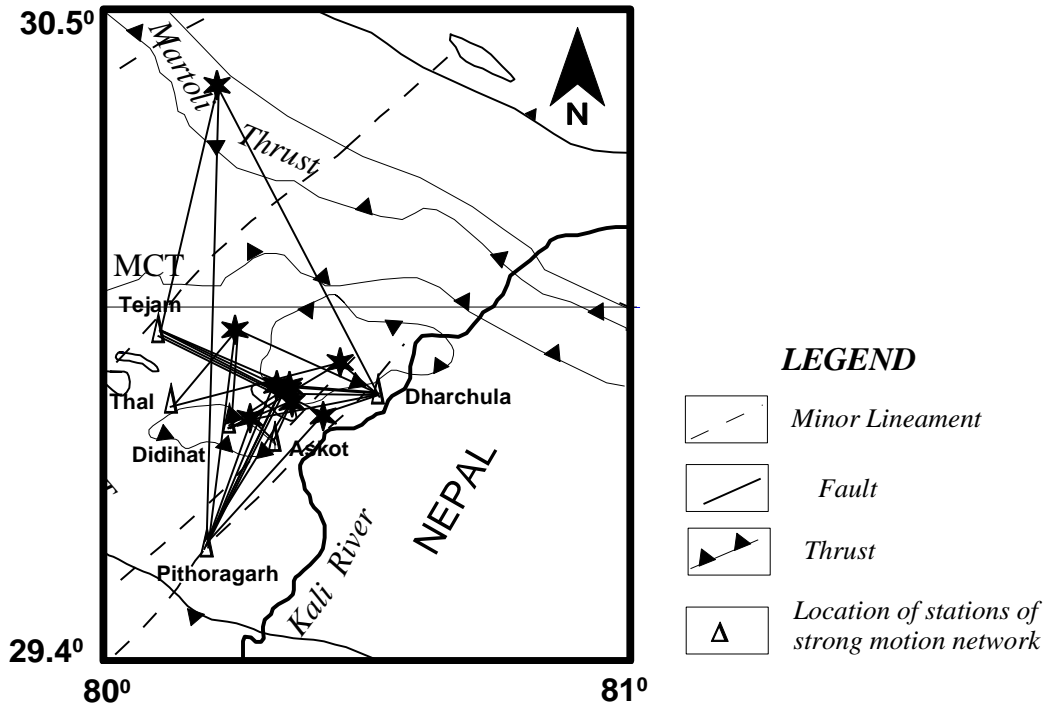 30.5⁰
Martoli
Thrust
N
MCT
Tejam
Thal
Dharchula
Didihat
Askot
NEPAL
Pithoragarh
Kali River
29.4⁰
80⁰
81⁰
LEGEND
Minor Lineament
Fault
Thrust
Location of stations of
strong motion network